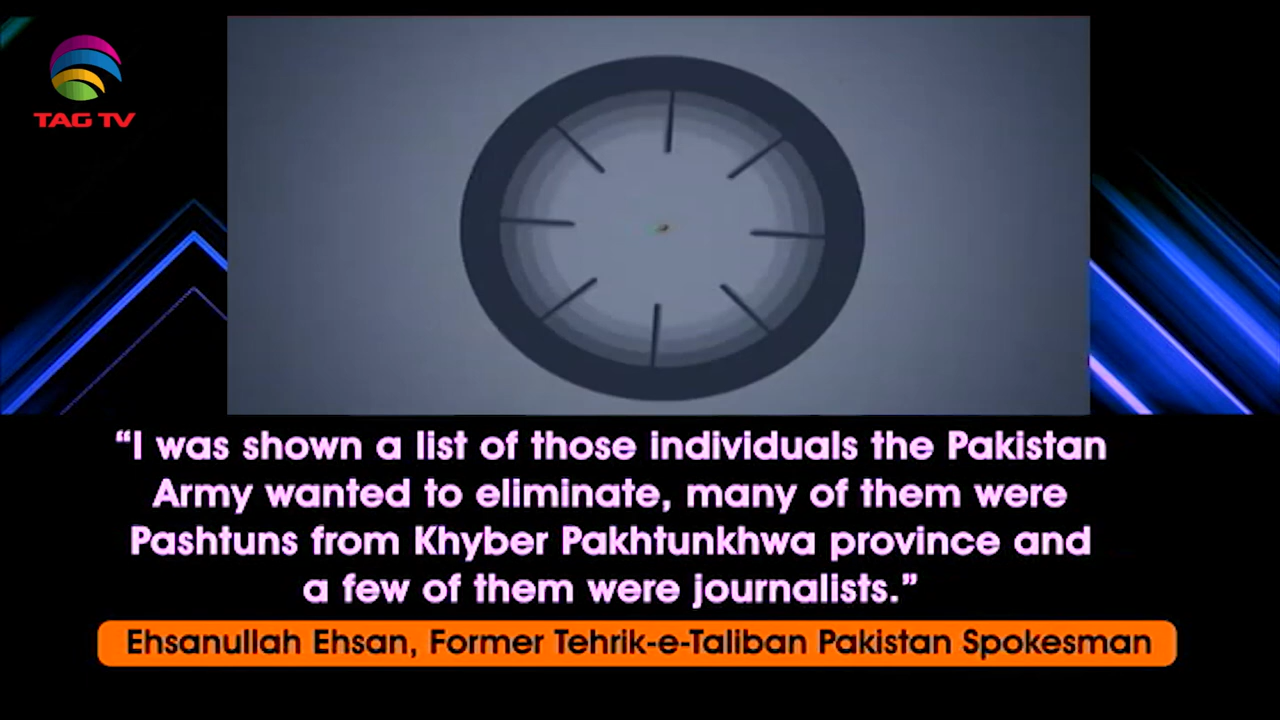 TAG TV
“I was shown a list of those individuals the Pakistan
Army wanted to eliminate, many of them were
Pashtuns from Khyber Pakhtunkhwa province and
a few of them were journalists.”
Ehsanullah Ehsan, Former Tehrik-e-Taliban Pakistan Spokesman